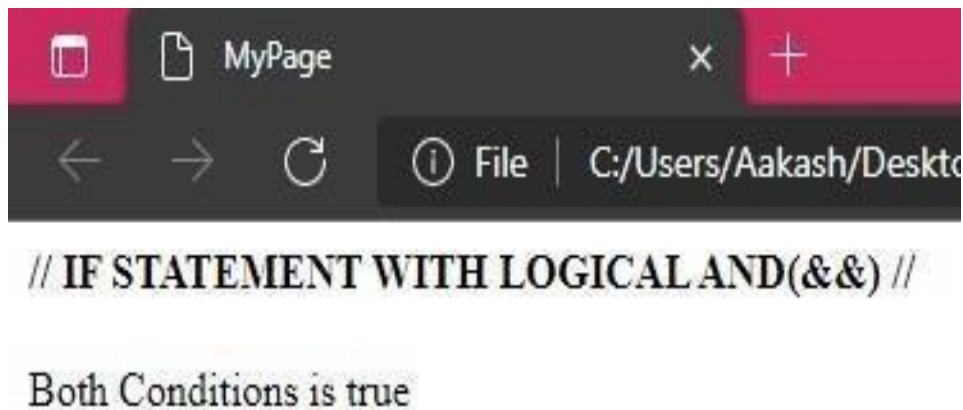 MyPage
File | C:/Users/Aakash/Deskto
// IF STATEMENT WITH LOGICAL AND(&&) //
Both Conditions is true